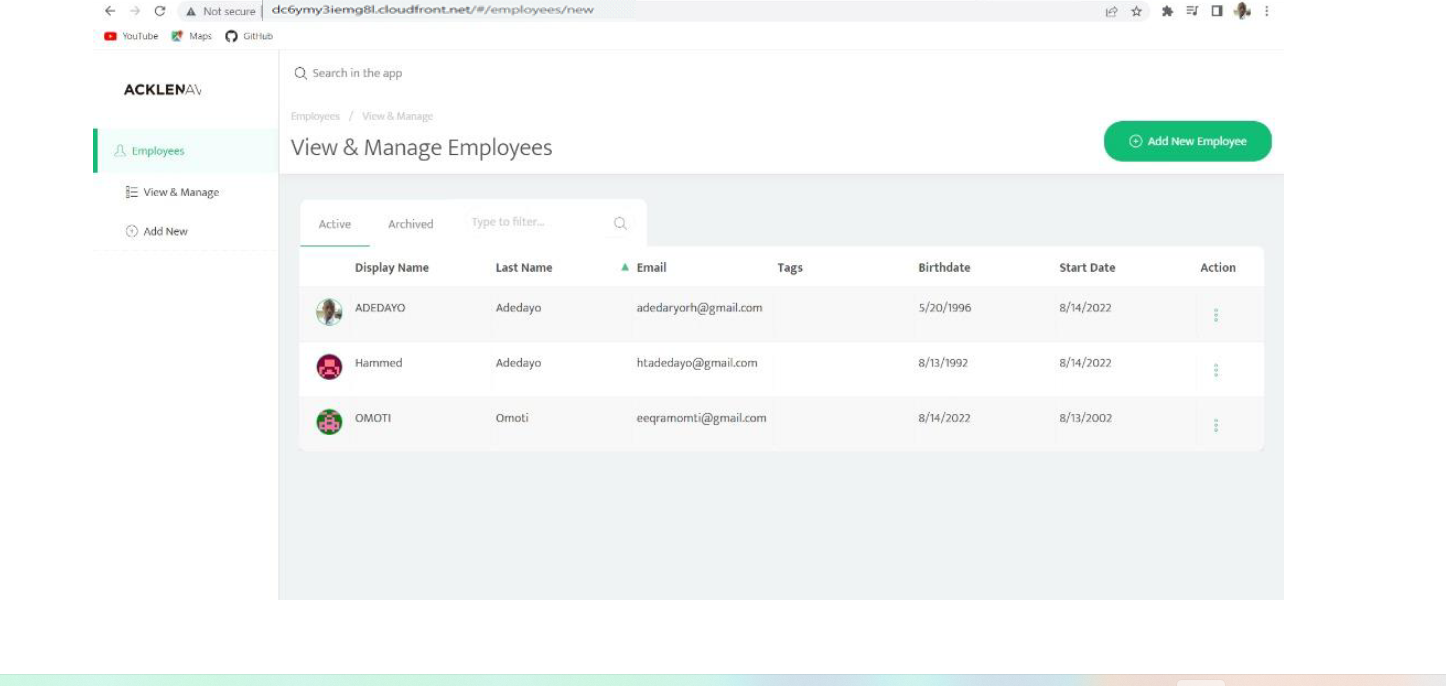 Not secure dc6ymy3iemg8l.cloudfront.net/#/employees/new
YouTube Maps GitHub
Search in the app
ACKLENAV
Employees / View & Manage
View & Manage Employees
Add New Employee
Employees
View & Manage
Add New
Active Archived Type to filter...
Display Name Last Name Email Tags Birthdate Start Date Action
ADEDAYO Adedayo adedaryorh@gmail.com 5/20/1996 8/14/2022
Hammed Adedayo htadedayo@gmail.com 8/13/1992 8/14/2022
OMOTI Omoti eeqramomti@gmail.com 8/14/2022 8/13/2002